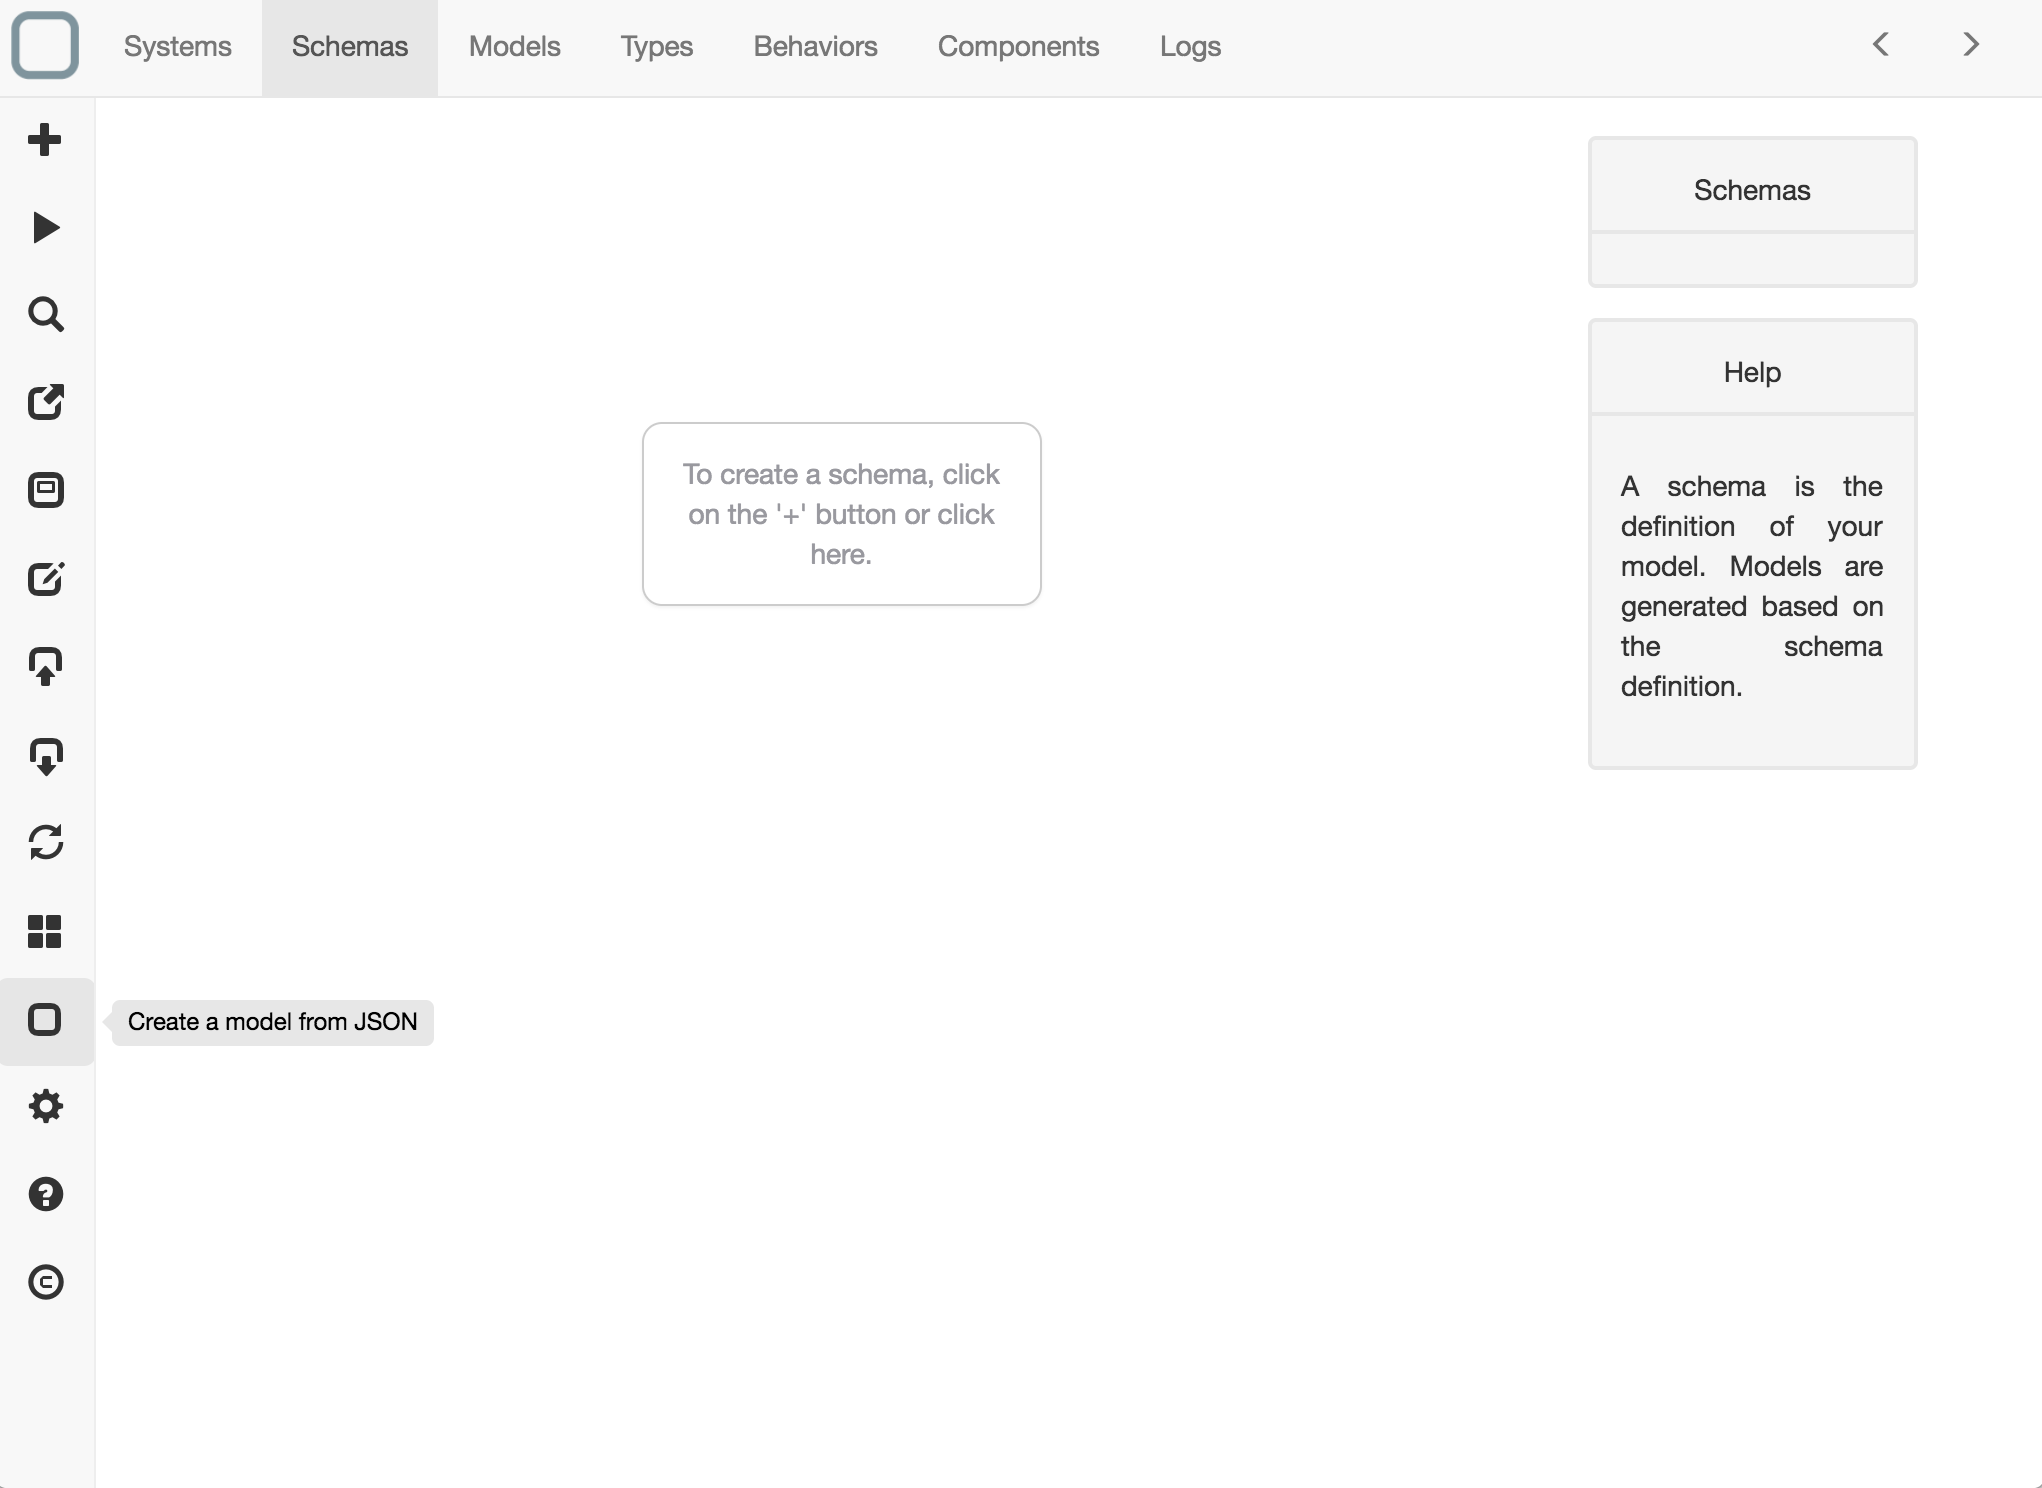 Systems
Schemas
Models
Types
Behaviors
Components
Logs
Schemas
Help
A schema is the
definition of your
model. Models are
generated based on
the schema
definition.
To create a schema, click
on the '+' button or click
here.
Create a model from JSON